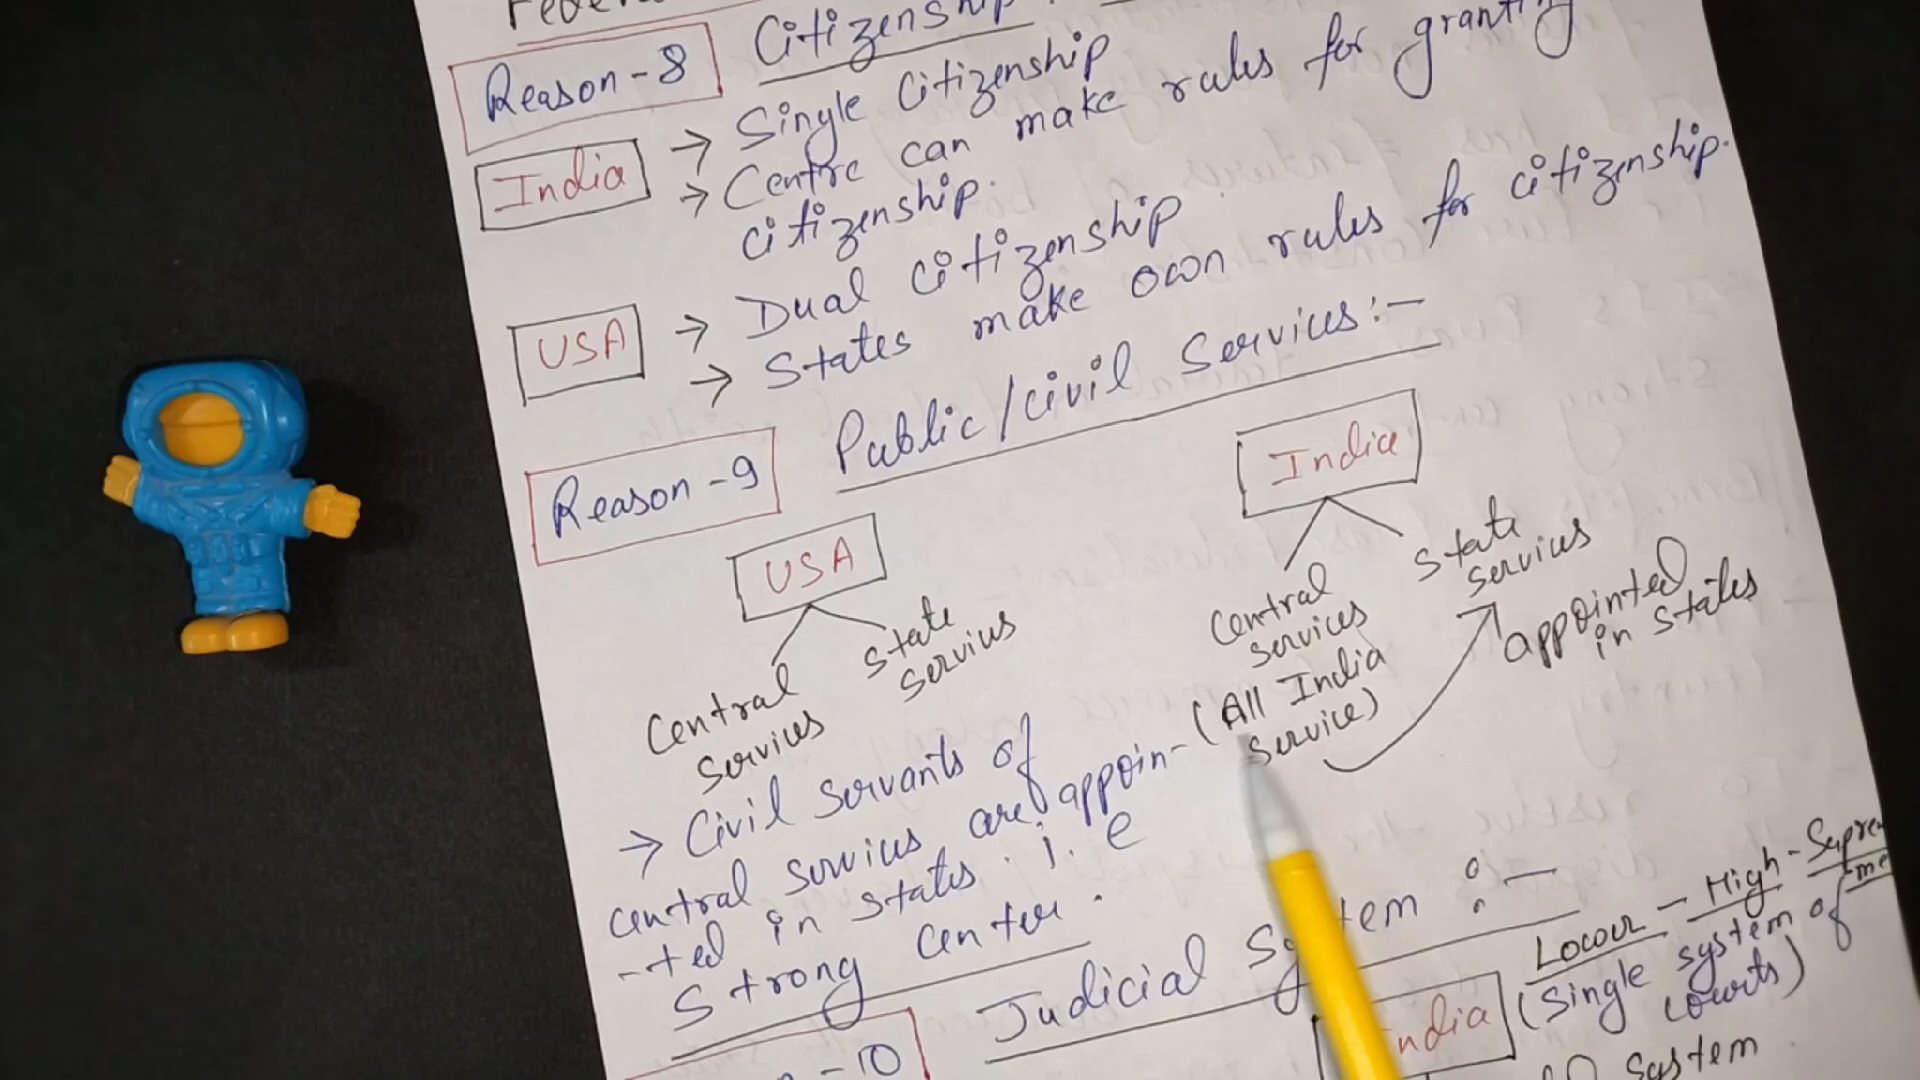 Reason-8 Citizenship
India → Single Citizenship
→ Centre can make rules for granting
citizenship.
USA → Dual citizenship.
→ States make own rules for citizenship.
Reason-9 Public/civil Services:-
USA
Central
Services
State
Services
India
Central
Services
(All India
Service)
State
Services
appointed
in States
→ Civil Servants of
central services are appoin-
-ted in states. i.e
Strong center.
-10 Judicial System :-
India
Lower - High - Supre
-me
(Single system of
courts)
System